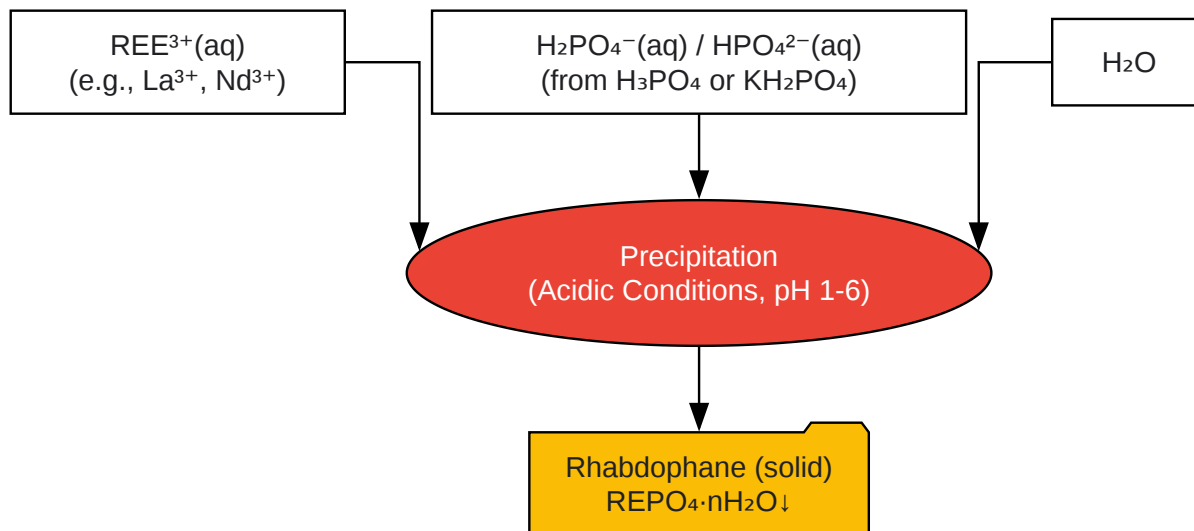 REE³⁺(aq)
(e.g., La³⁺, Nd³⁺)
H₂PO₄⁻(aq) / HPO₄²⁻(aq)
(from H₃PO₄ or KH₂PO₄)
H₂O
Precipitation
(Acidic Conditions, pH 1-6)
Rhabdophane (solid)
REPO₄·nH₂O↓